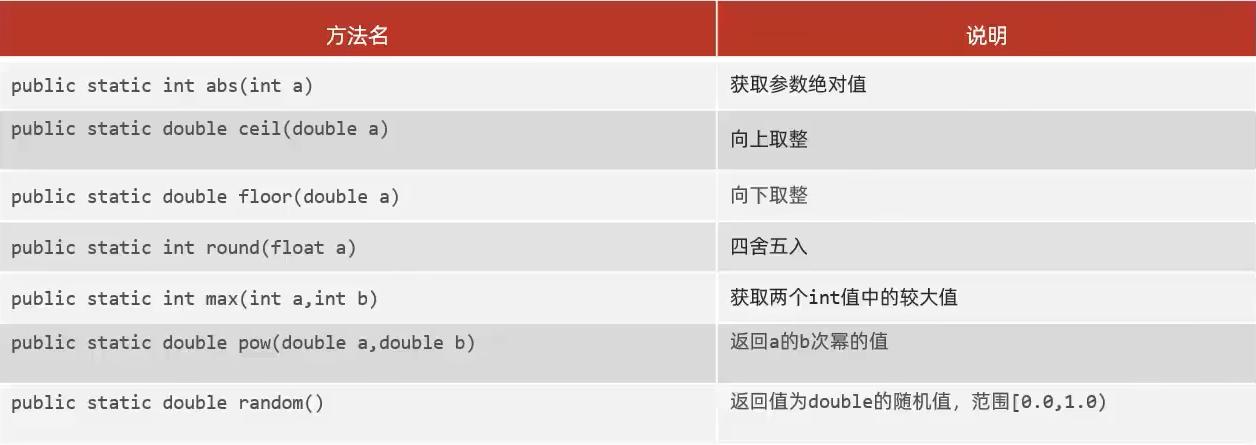 方法名 说明
public static int abs(int a) 获取参数绝对值
public static double ceil(double a) 向上取整
public static double floor(double a) 向下取整
public static int round(float a) 四舍五入
public static int max(int a,int b) 获取两个int值中的较大值
public static double pow(double a,double b) 返回a的b次幂的值
public static double random() 返回值为double的随机值，范围[0.0,1.0)